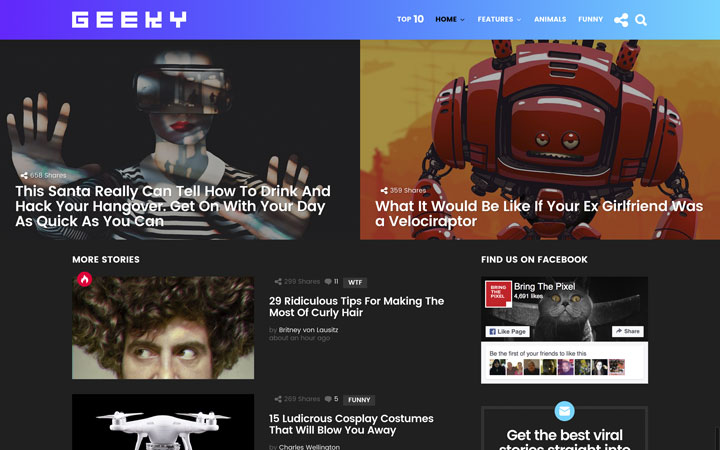 GEEKY
TOP 10 HOME FEATURES ANIMALS FUNNY
658 Shares
This Santa Really Can Tell How To Drink And
Hack Your Hangover. Get On With Your Day
As Quick As You Can
359 Shares
What It Would Be Like If Your Ex Girlfriend Was
a Velociraptor
MORE STORIES
299 Shares 11 WTF
29 Ridiculous Tips For Making The
Most Of Curly Hair
by Britney von Lausitz
about an hour ago
269 Shares 5 FUNNY
15 Ludicrous Cosplay Costumes
That Will Blow You Away
by Charles Wellington
FIND US ON FACEBOOK
BRING
THE
PIXEL
Bring The Pixel
4,691 likes
Like Page
Share
Be the first of your friends to like this
Get the best viral
stories straight into